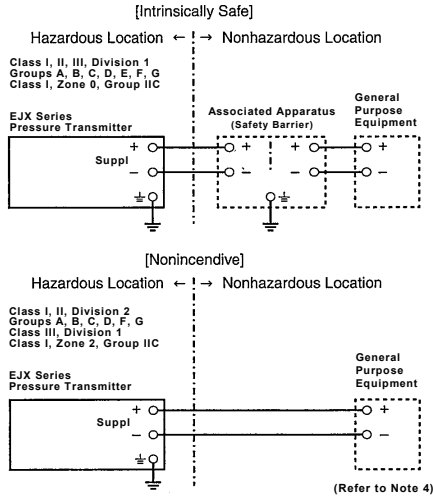 [Intrinsically Safe]
Hazardous Location ← → Nonhazardous Location
Class I, II, III, Division 1
Groups A, B, C, D, E, F, G
Class I, Zone 0, Group IIC
EJX Series
Pressure Transmitter
Associated Apparatus
(Safety Barrier)
General
Purpose
Equipment
Suppl
+ + + +
− − − −
[Nonincendive]
Hazardous Location ← → Nonhazardous Location
Class I, II, Division 2
Groups A, B, C, D, F, G
Class III, Division 1
Class I, Zone 2, Group IIC
EJX Series
Pressure Transmitter
General
Purpose
Equipment
Suppl
+ +
− −
(Refer to Note 4)